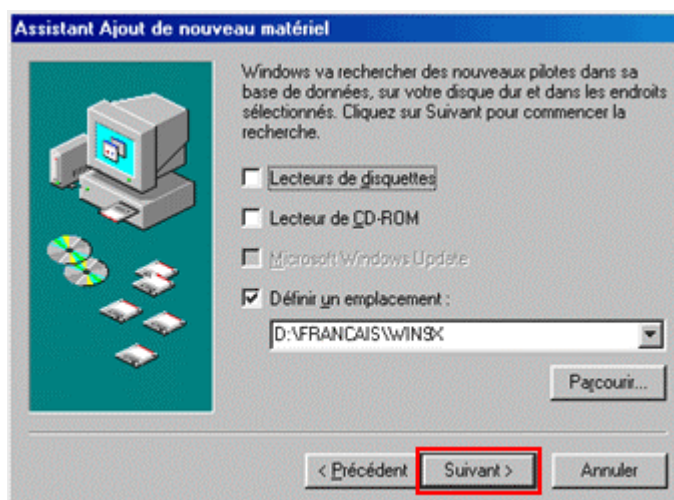 Assistant Ajout de nouveau matériel
Windows va rechercher des nouveaux pilotes dans sa
base de données, sur votre disque dur et dans les endroits
sélectionnés. Cliquez sur Suivant pour commencer la
recherche.
Lecteurs de disquettes
Lecteur de CD-ROM
Microsoft Windows Update
Définir un emplacement :
D:\FRANCAIS\WIN9X
Parcourir...
< Précédent
Suivant >
Annuler